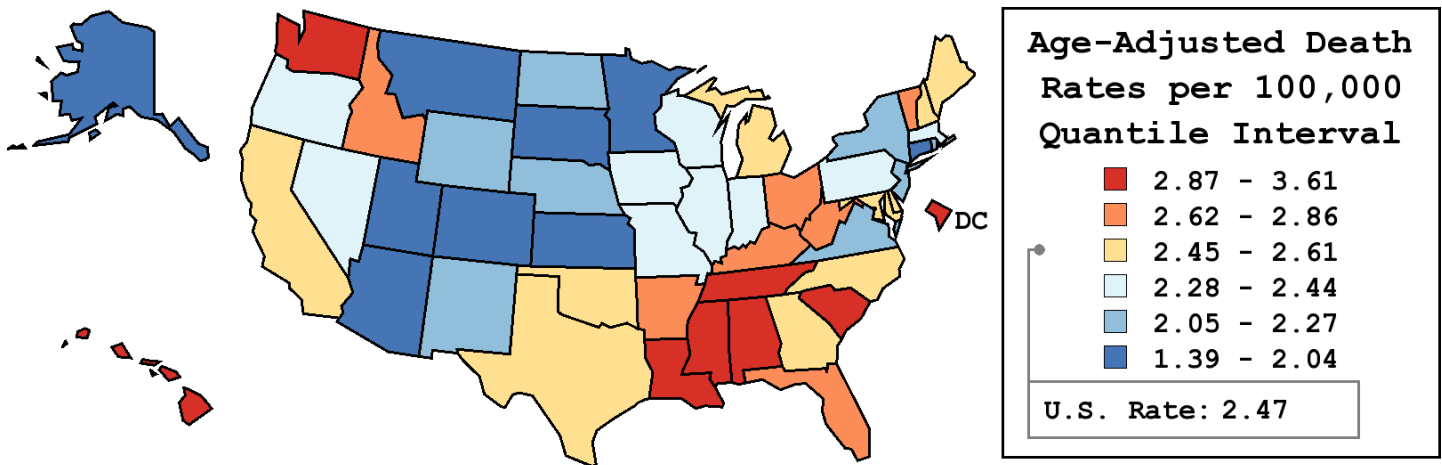 Age-Adjusted Death
Rates per 100,000
Quantile Interval
2.87 - 3.61
2.62 - 2.86
2.45 - 2.61
2.28 - 2.44
2.05 - 2.27
1.39 - 2.04
U.S. Rate: 2.47
DC